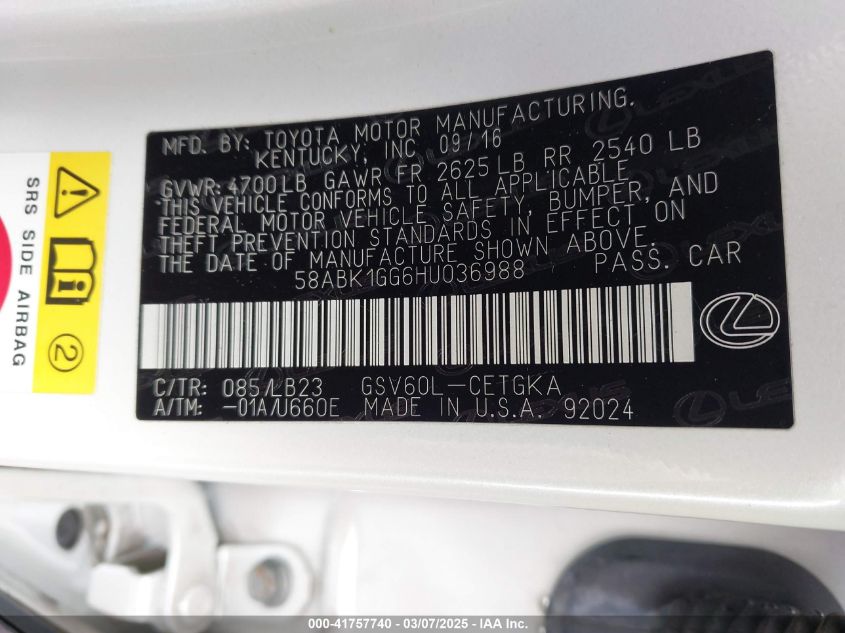 MFD. BY: TOYOTA MOTOR MANUFACTURING.
KENTUCKY, INC 09/16
GVWR: 4700LB GAWR FR 2625LB RR 2540 LB
THIS VEHICLE CONFORMS TO ALL APPLICABLE
FEDERAL MOTOR VEHICLE SAFETY, BUMPER, AND
THEFT PREVENTION STANDARDS IN EFFECT ON
THE DATE OF MANUFACTURE SHOWN ABOVE.
58ABK1GG6HU036988 PASS. CAR
C/TR: 085/LB23 GSV60L-CETGKA
A/TM: -01A/U660E MADE IN U.S.A. 92024
SRS SIDE AIRBAG
2
LEXUS
000-41757740 - 03/07/2025 - IAA Inc.